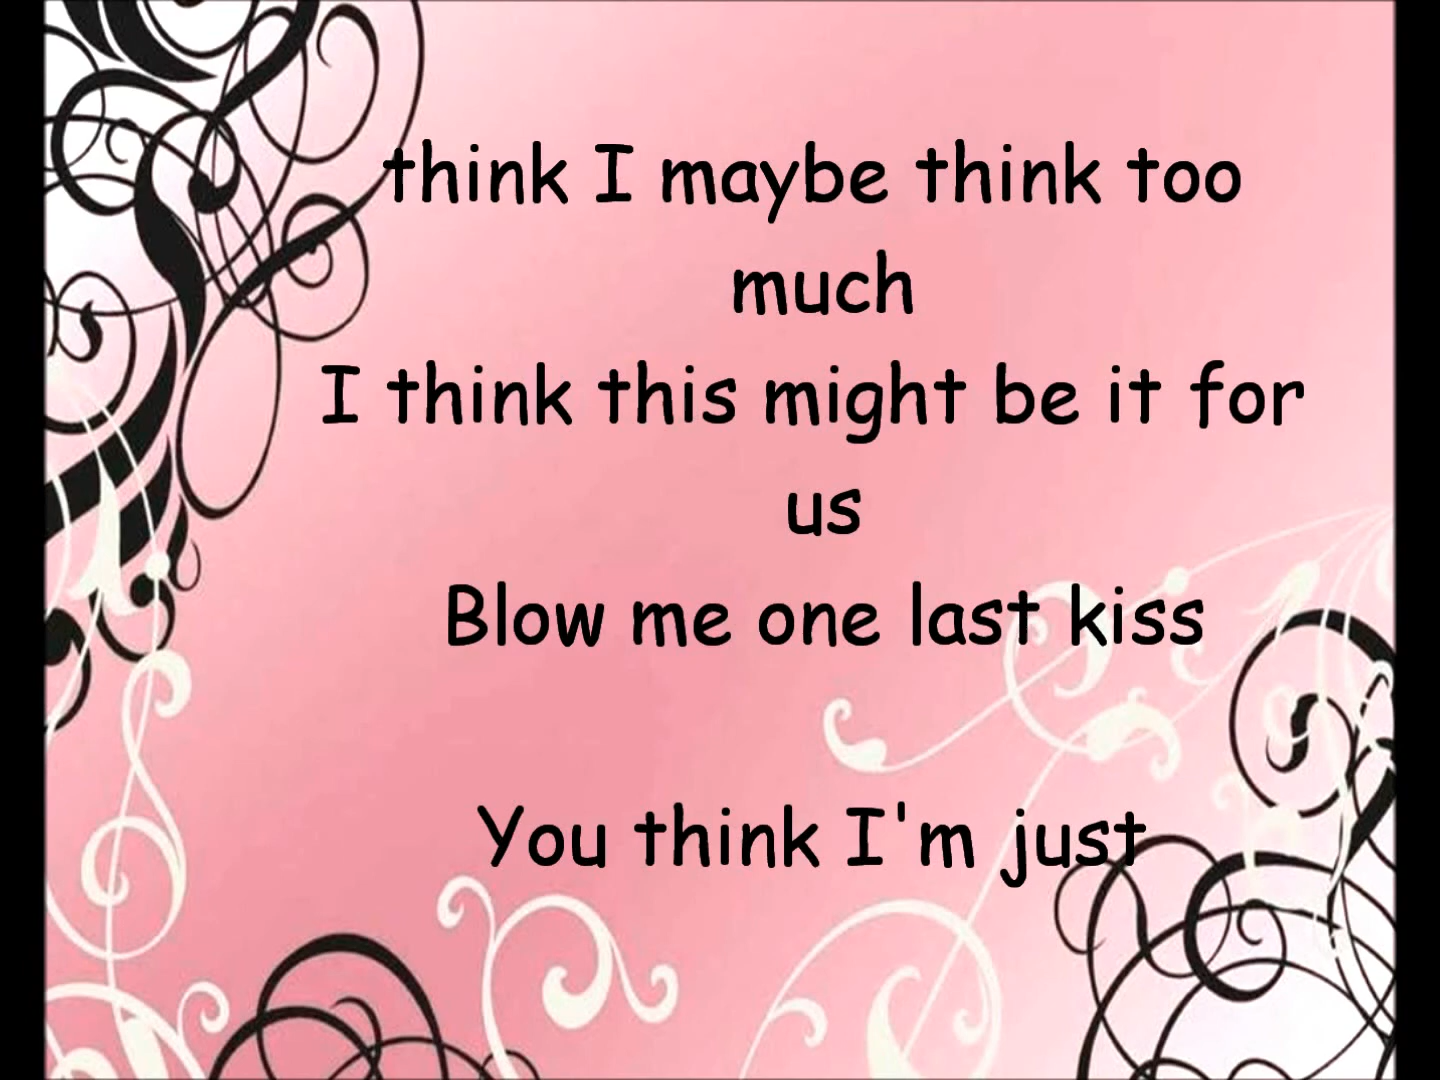 think I maybe think too
much
I think this might be it for
us
Blow me one last kiss
You think I'm just